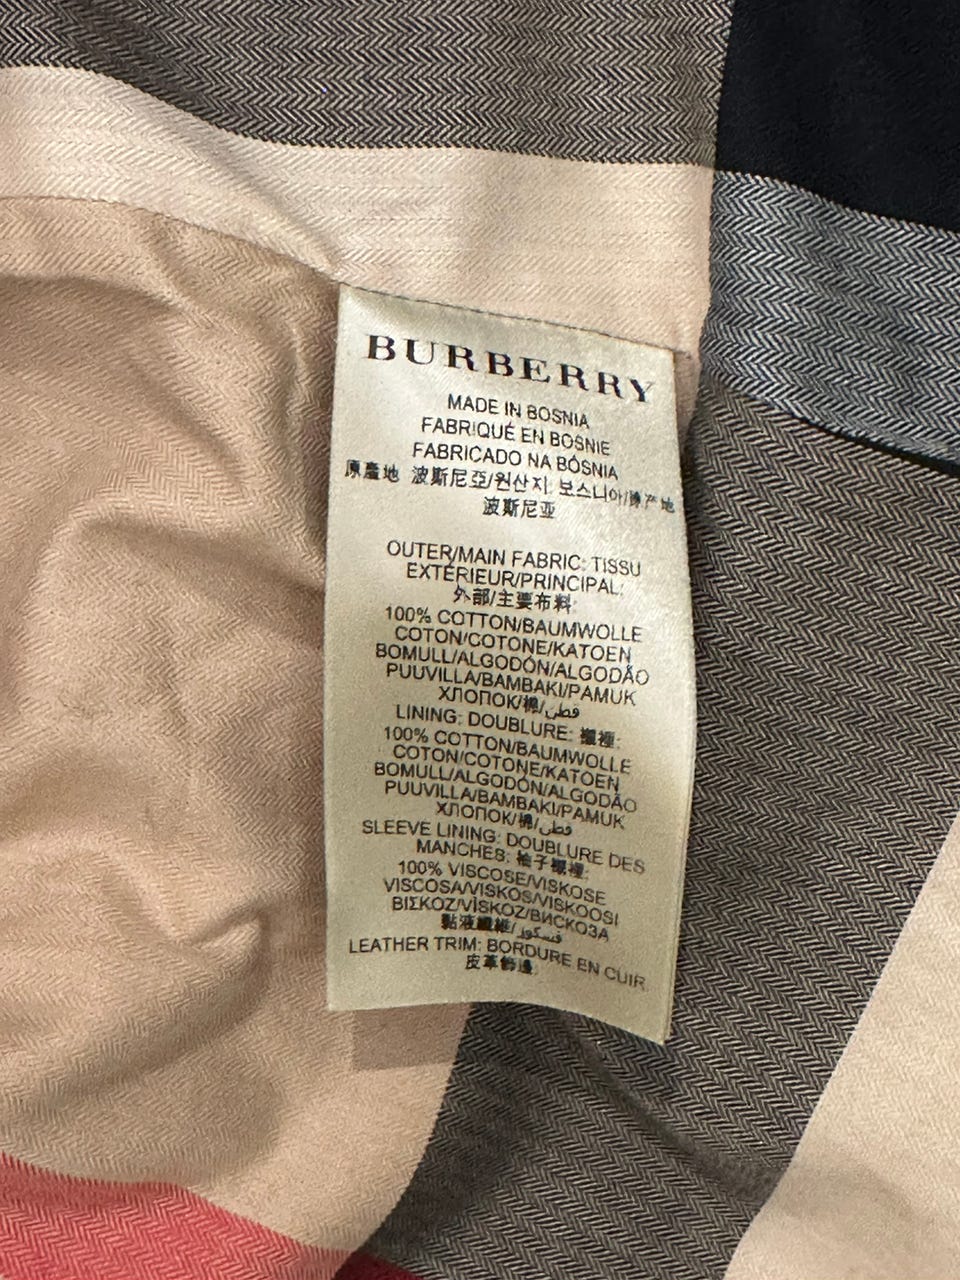 BURBERRY
MADE IN BOSNIA
FABRIQUÉ EN BOSNIE
FABRICADO NA BÓSNIA
原產地 波斯尼亞/원산지: 보스니아/原产地
波斯尼亚
OUTER/MAIN FABRIC: TISSU
EXTÉRIEUR/PRINCIPAL:
外部/主要布料:
100% COTTON/BAUMWOLLE
COTON/COTONE/KATOEN
BOMULL/ALGODÓN/ALGODÃO
PUUVILLA/BAMBAKI/PAMUK
ХЛОПОК/棉/قطن
LINING: DOUBLURE: 襯裡:
100% COTTON/BAUMWOLLE
COTON/COTONE/KATOEN
BOMULL/ALGODÓN/ALGODÃO
PUUVILLA/BAMBAKI/PAMUK
ХЛОПОК/棉/قطن
SLEEVE LINING: DOUBLURE DES
MANCHES: 袖子襯裡:
100% VISCOSE/VISKOSE
VISCOSA/VISKOS/VISKOOSI
ΒΙΣΚΟΖ/VİSKOZ/ВИСКОЗА
黏液纖維/فسكوز
LEATHER TRIM: BORDURE EN CUIR:
皮革飾邊